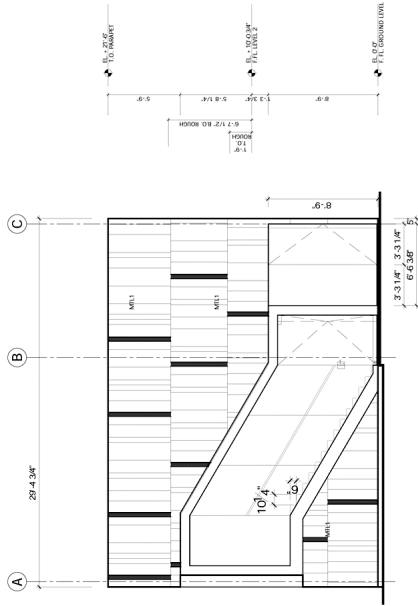 EL. + 21'-6"
T.O. PARAPET
EL. + 10'-0 3/4"
F.FL. LEVEL 2
EL. 0'-0"
F. FL. GROUND LEVEL
5'-9"
5'-8 1/4"
1'-3 3/4"
8'-9"
6'-7 1/2" B.O. ROUGH
1'-9"
T.O.
ROUGH
C
B
A
29'-4 3/4"
8'-9"
5"
3'-3 1/4"
3'-3 1/4"
6'-6 3/8"
MTL1
MTL1
MTL1
10 1/4"